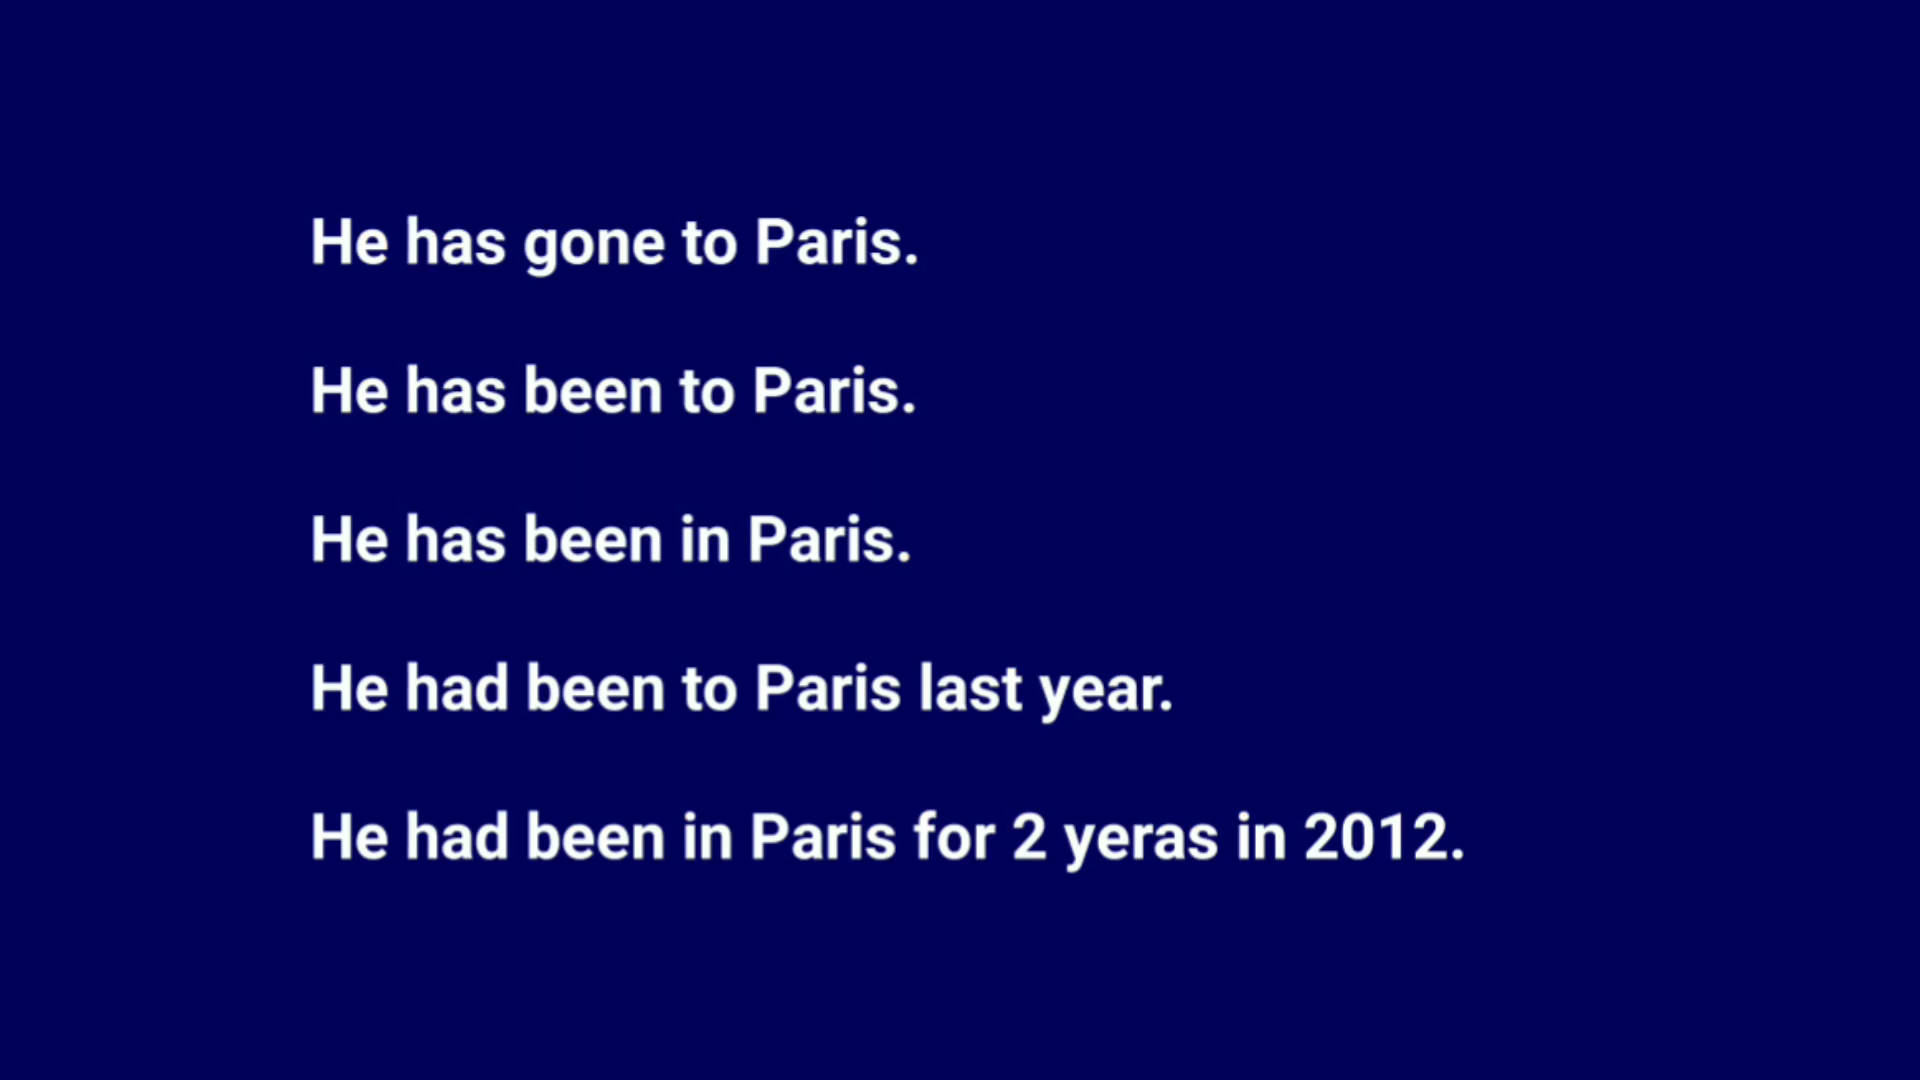 He has gone to Paris.
He has been to Paris.
He has been in Paris.
He had been to Paris last year.
He had been in Paris for 2 yeras in 2012.